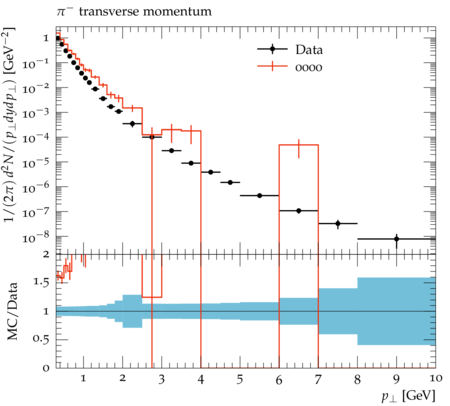 π⁻ transverse momentum
1/(2π) d²N/(p⊥dydp⊥) [GeV⁻²]
1
10⁻¹
10⁻²
10⁻³
10⁻⁴
10⁻⁵
10⁻⁶
10⁻⁷
10⁻⁸
Data
0000
MC/Data
2
1.5
1
0.5
0
1 2 3 4 5 6 7 8 9 10
p⊥ [GeV]